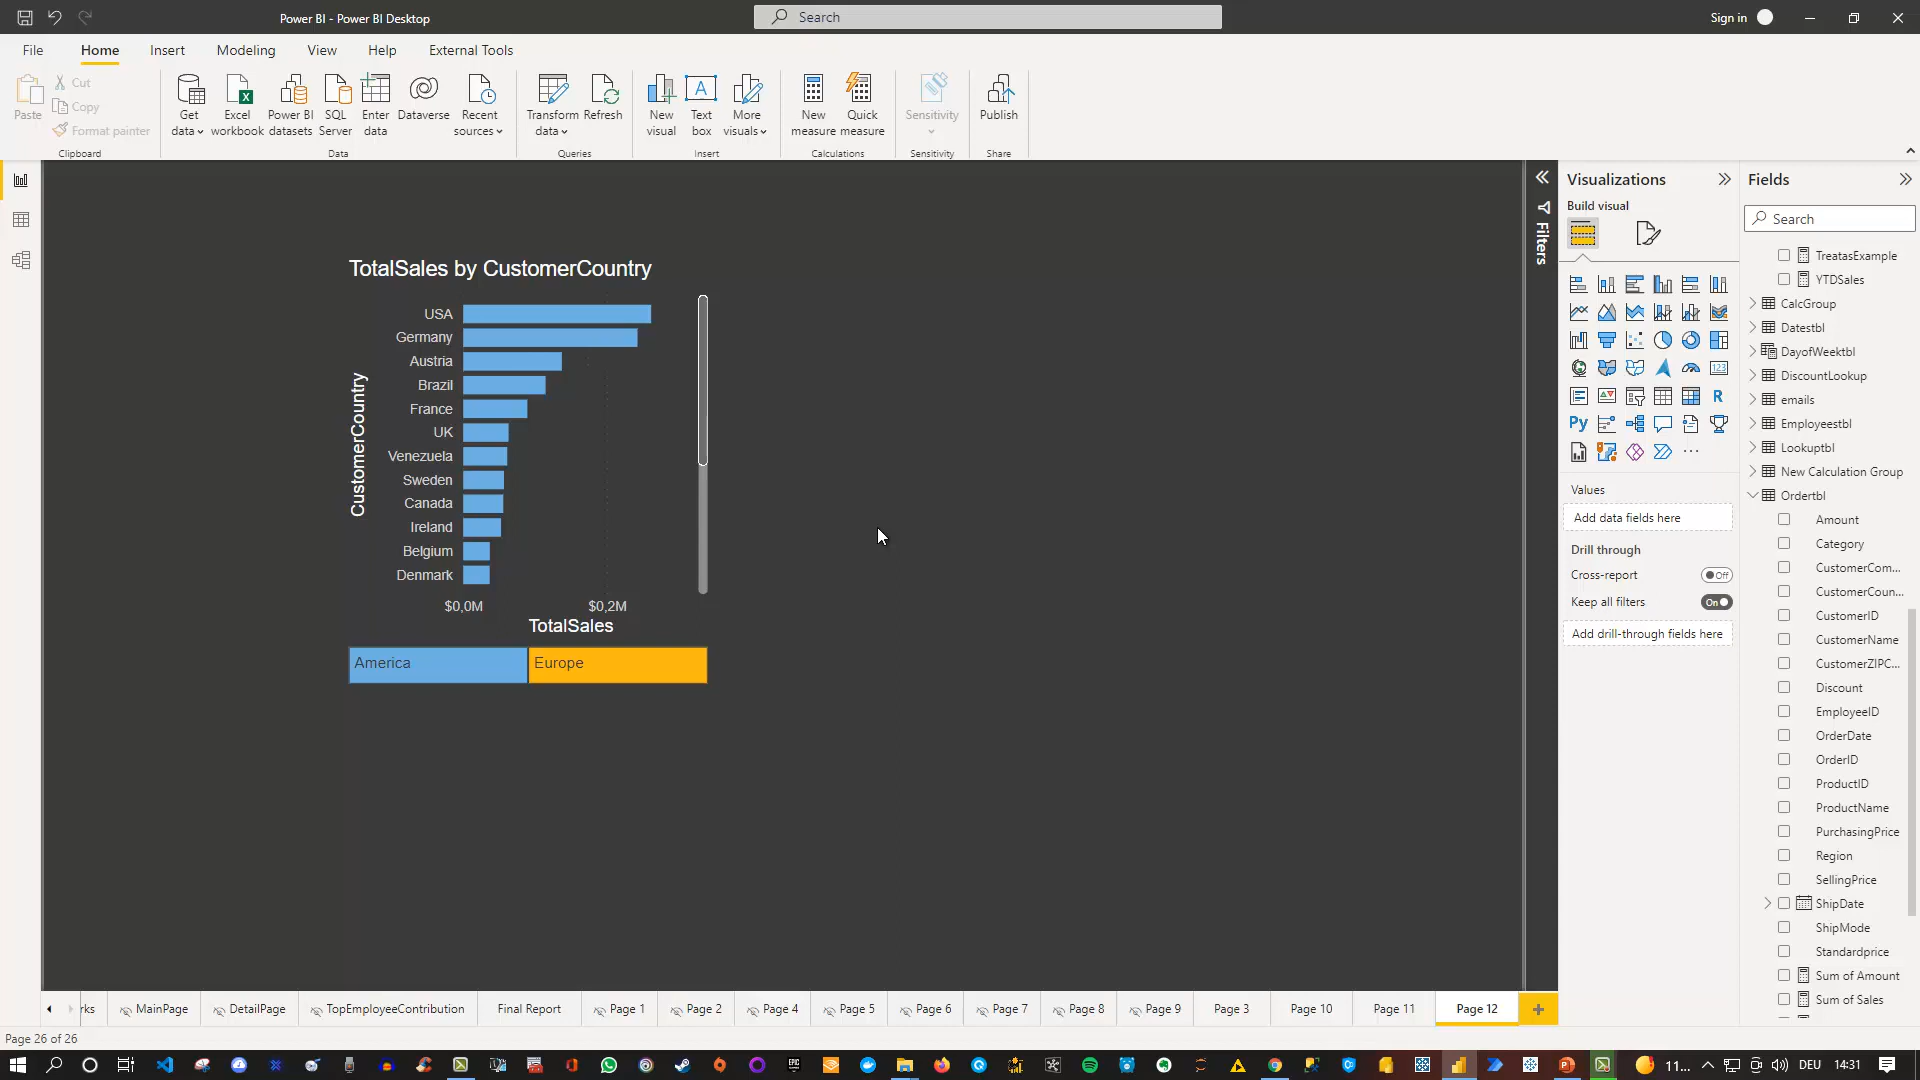 Power BI - Power BI Desktop
Search
Sign in
File
Home
Insert
Modeling
View
Help
External Tools
Paste
Cut
Copy
Format painter
Clipboard
Get data
Excel workbook
Power BI datasets
SQL Server
Enter data
Dataverse
Recent sources
Data
Transform data
Refresh
Queries
New visual
Text box
More visuals
Insert
New measure
Quick measure
Calculations
Sensitivity
Sensitivity
Publish
Share
TotalSales by CustomerCountry
CustomerCountry
USA
Germany
Austria
Brazil
France
UK
Venezuela
Sweden
Canada
Ireland
Belgium
Denmark
$0,0M
$0,2M
TotalSales
America
Europe
Filters
Visualizations
Build visual
123
R
Py
Values
Add data fields here
Drill through
Cross-report
Off
Keep all filters
On
Add drill-through fields here
Fields
Search
TreatasExample
YTDSales
CalcGroup
Datestbl
DayofWeektbl
DiscountLookup
emails
Employeestbl
Lookuptbl
New Calculation Group
Ordertbl
Amount
Category
CustomerCom...
CustomerCoun...
CustomerID
CustomerName
CustomerZIPC...
Discount
EmployeeID
OrderDate
OrderID
ProductID
ProductName
PurchasingPrice
Region
SellingPrice
ShipDate
ShipMode
Standardprice
Sum of Amount
Sum of Sales
rks
MainPage
DetailPage
TopEmployeeContribution
Final Report
Page 1
Page 2
Page 4
Page 5
Page 6
Page 7
Page 8
Page 9
Page 3
Page 10
Page 11
Page 12
Page 26 of 26
11...
DEU
14:31